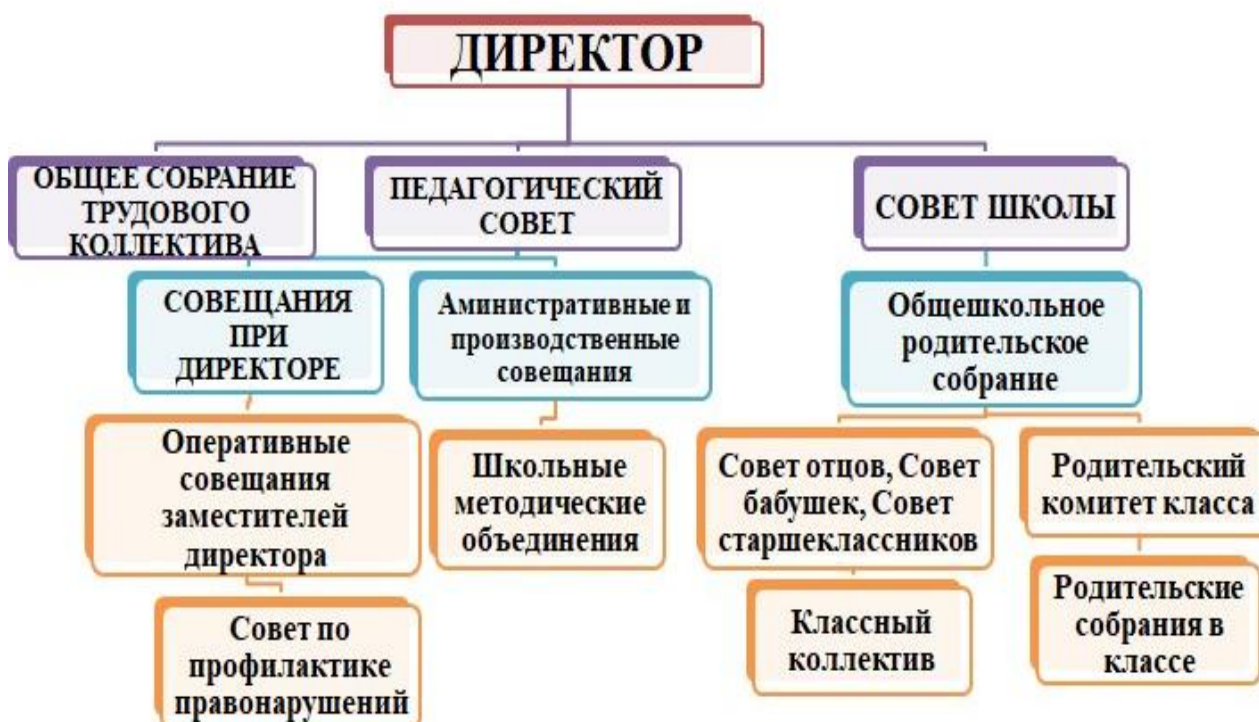 ДИРЕКТОР
ОБЩЕЕ СОБРАНИЕ
ТРУДОВОГО
КОЛЛЕКТИВА
ПЕДАГОГИЧЕСКИЙ
СОВЕТ
СОВЕТ ШКОЛЫ
СОВЕЩАНИЯ
ПРИ
ДИРЕКТОРЕ
Аминистративные и
производственные
совещания
Общешкольное
родительское
собрание
Оперативные
совещания
заместителей
директора
Школьные
методические
объединения
Совет отцов, Совет
бабушек, Совет
старшеклассников
Родительский
комитет класса
Совет по
профилактике
правонарушений
Классный
коллектив
Родительские
собрания в
классе